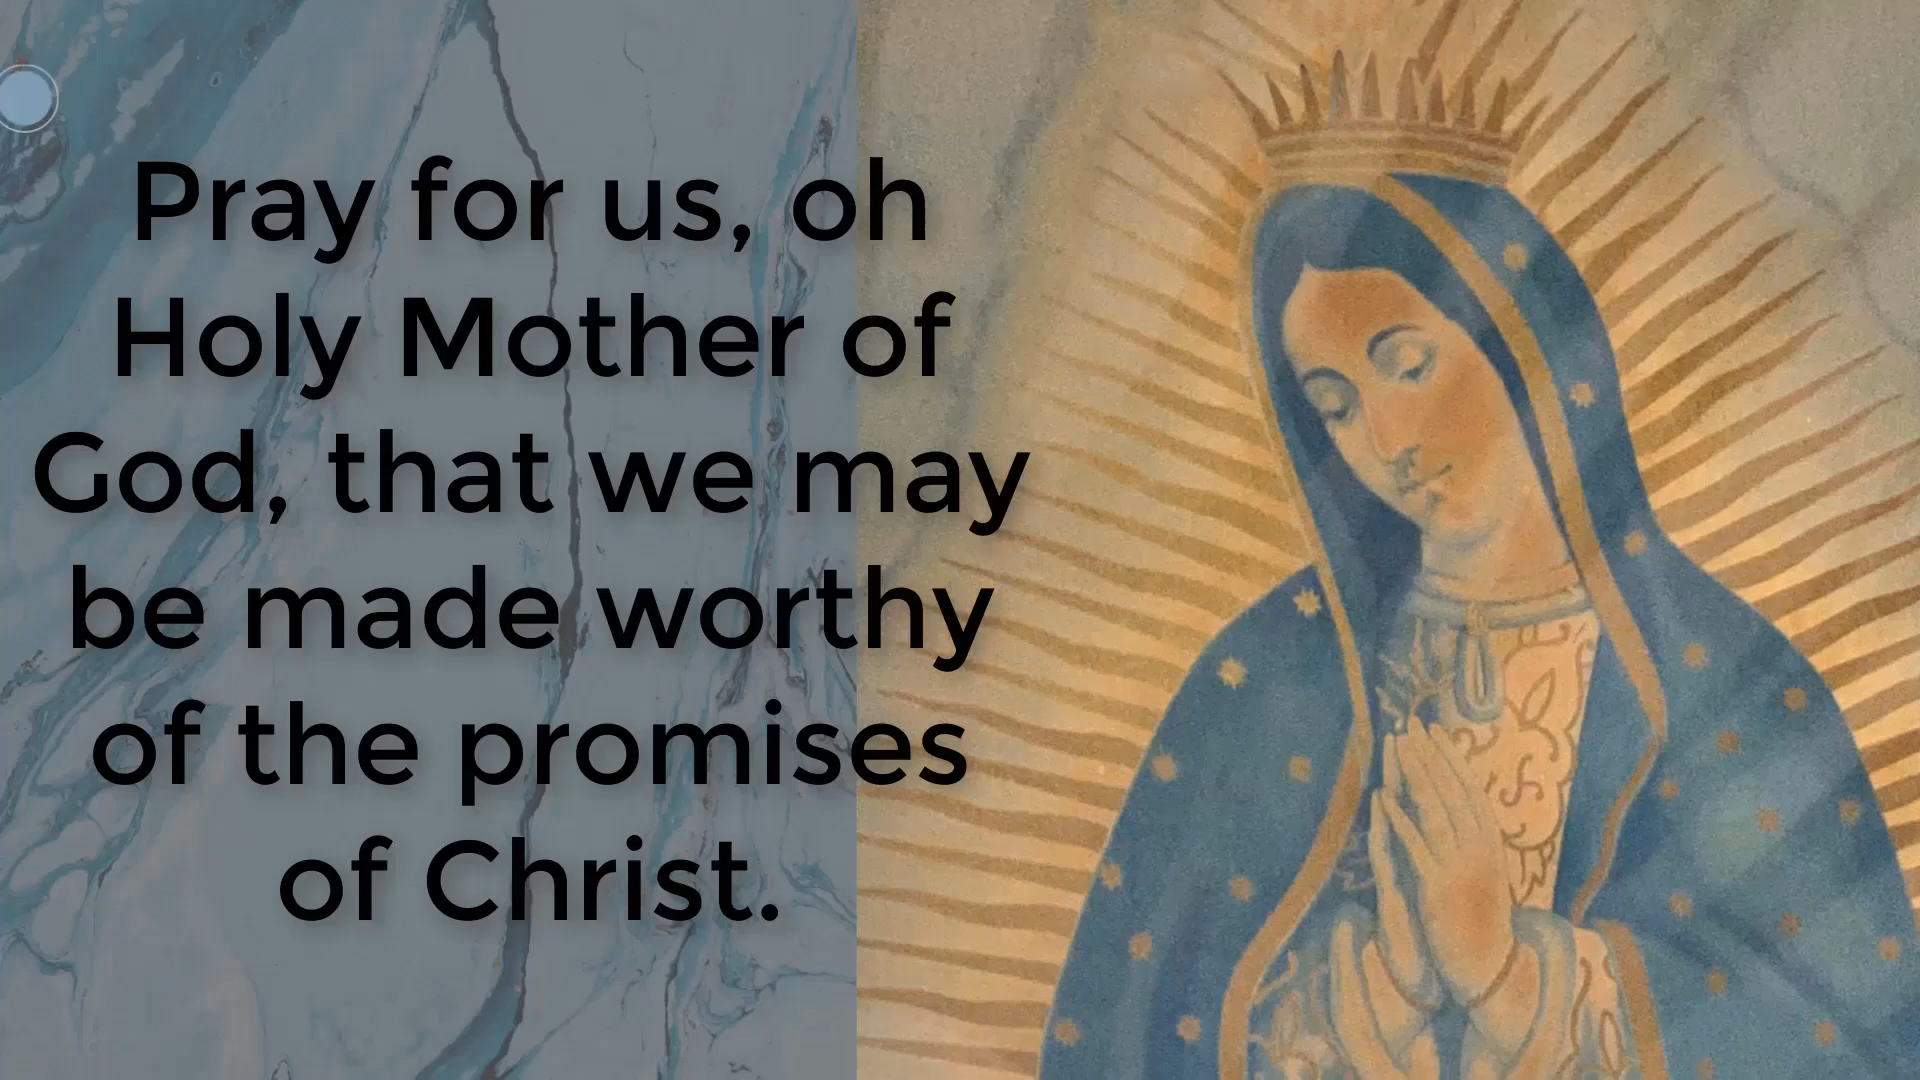 Pray for us, oh
Holy Mother of
God, that we may
be made worthy
of the promises
of Christ.